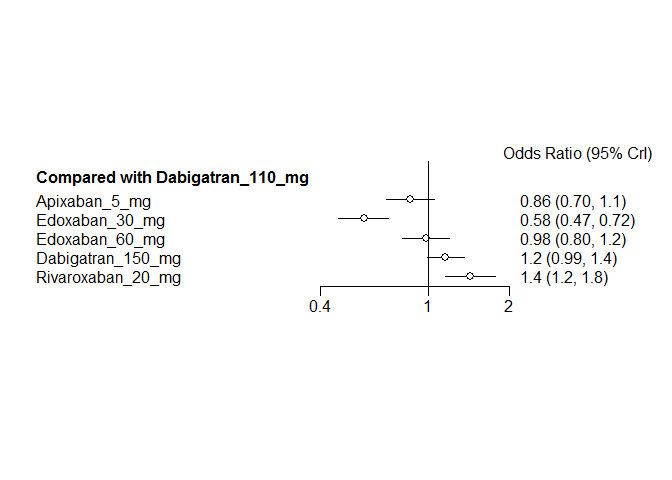 Odds Ratio (95% CrI)
Compared with Dabigatran_110_mg
Apixaban_5_mg 0.86 (0.70, 1.1)
Edoxaban_30_mg 0.58 (0.47, 0.72)
Edoxaban_60_mg 0.98 (0.80, 1.2)
Dabigatran_150_mg 1.2 (0.99, 1.4)
Rivaroxaban_20_mg 1.4 (1.2, 1.8)
0.4 1 2